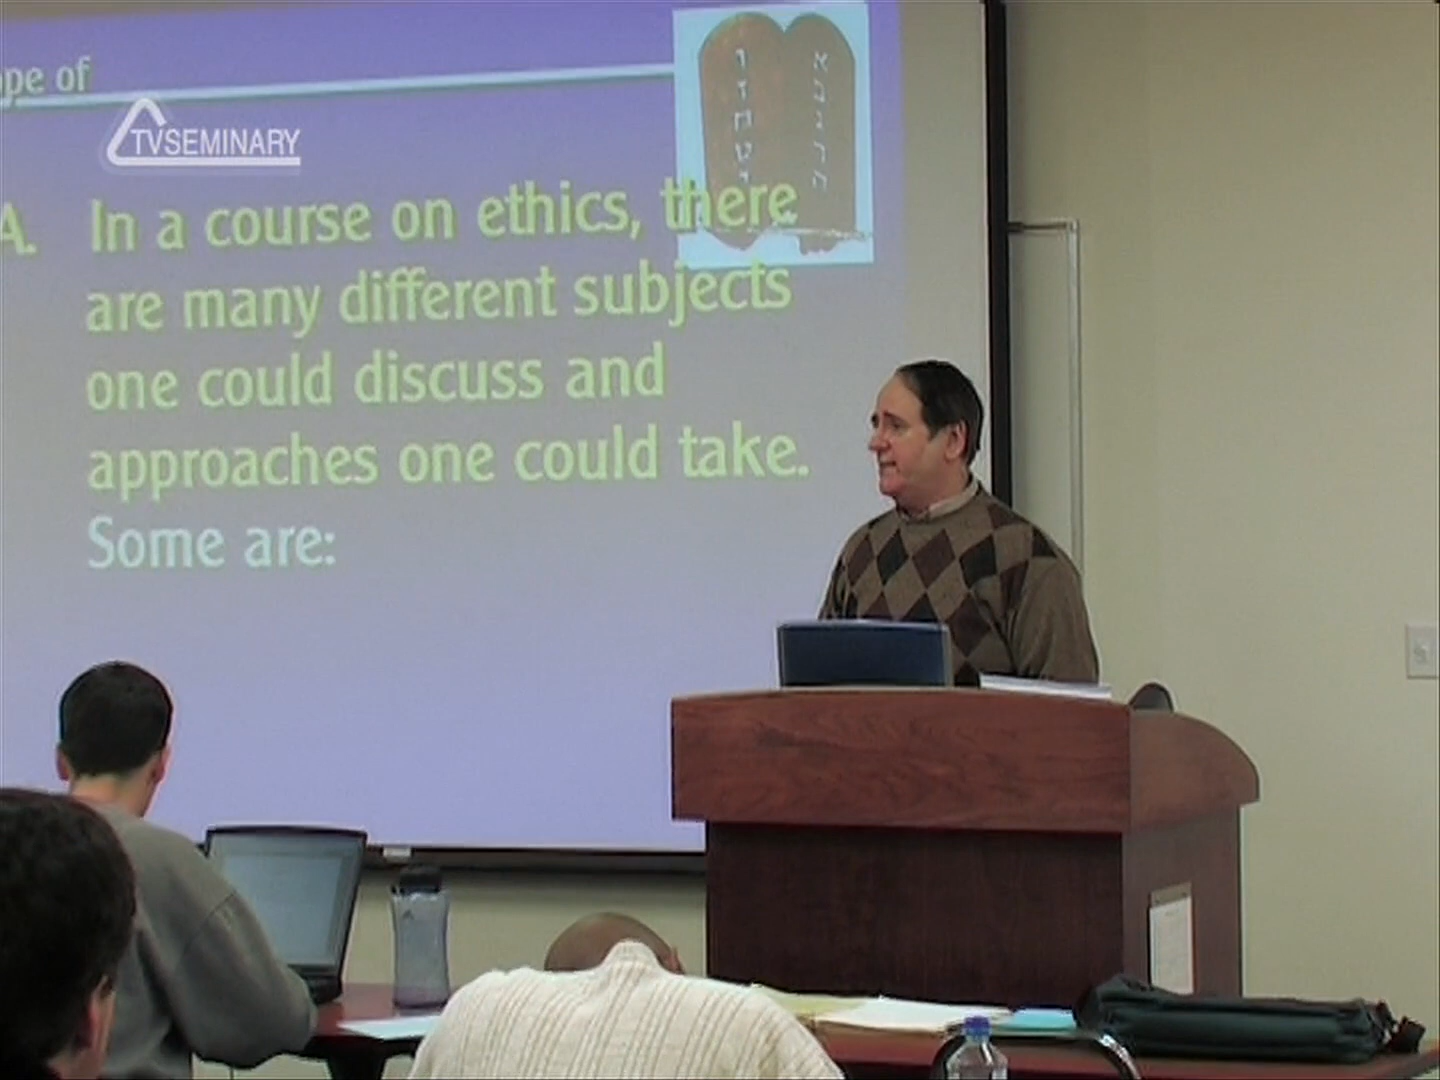 ope of
TVSEMINARY
A. In a course on ethics, there
are many different subjects
one could discuss and
approaches one could take.
Some are: